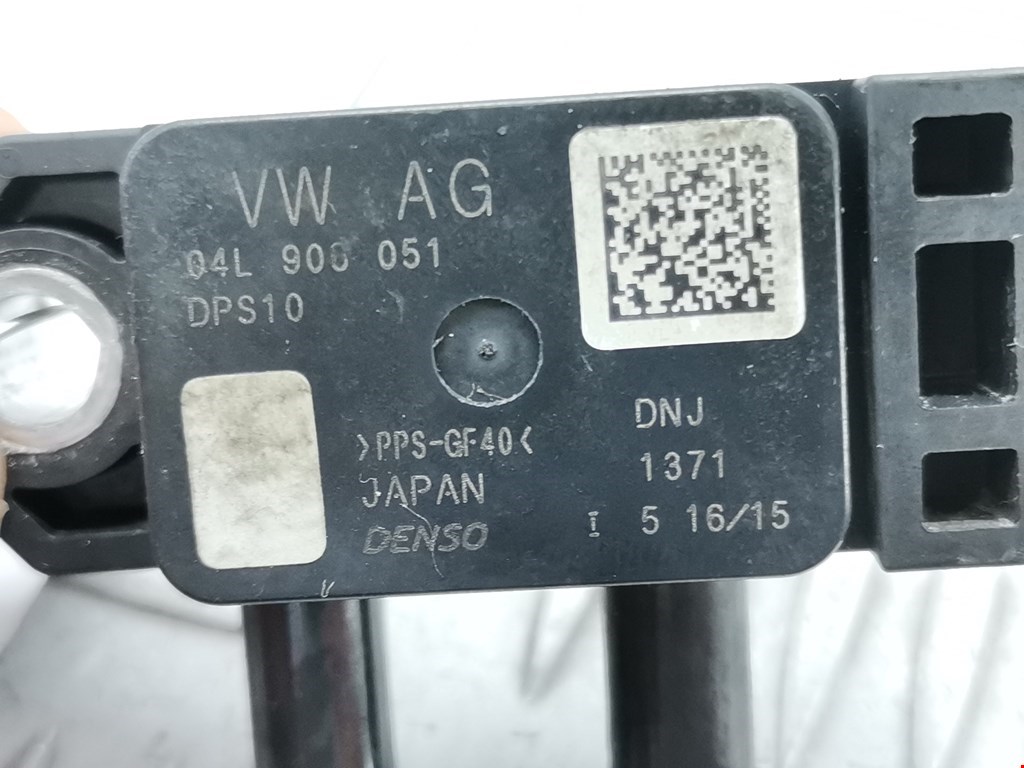 VW AG
04L 906 051
DPS10
>PPS-GF40<
JAPAN
DENSO
DNJ
1371
I 5 16/15